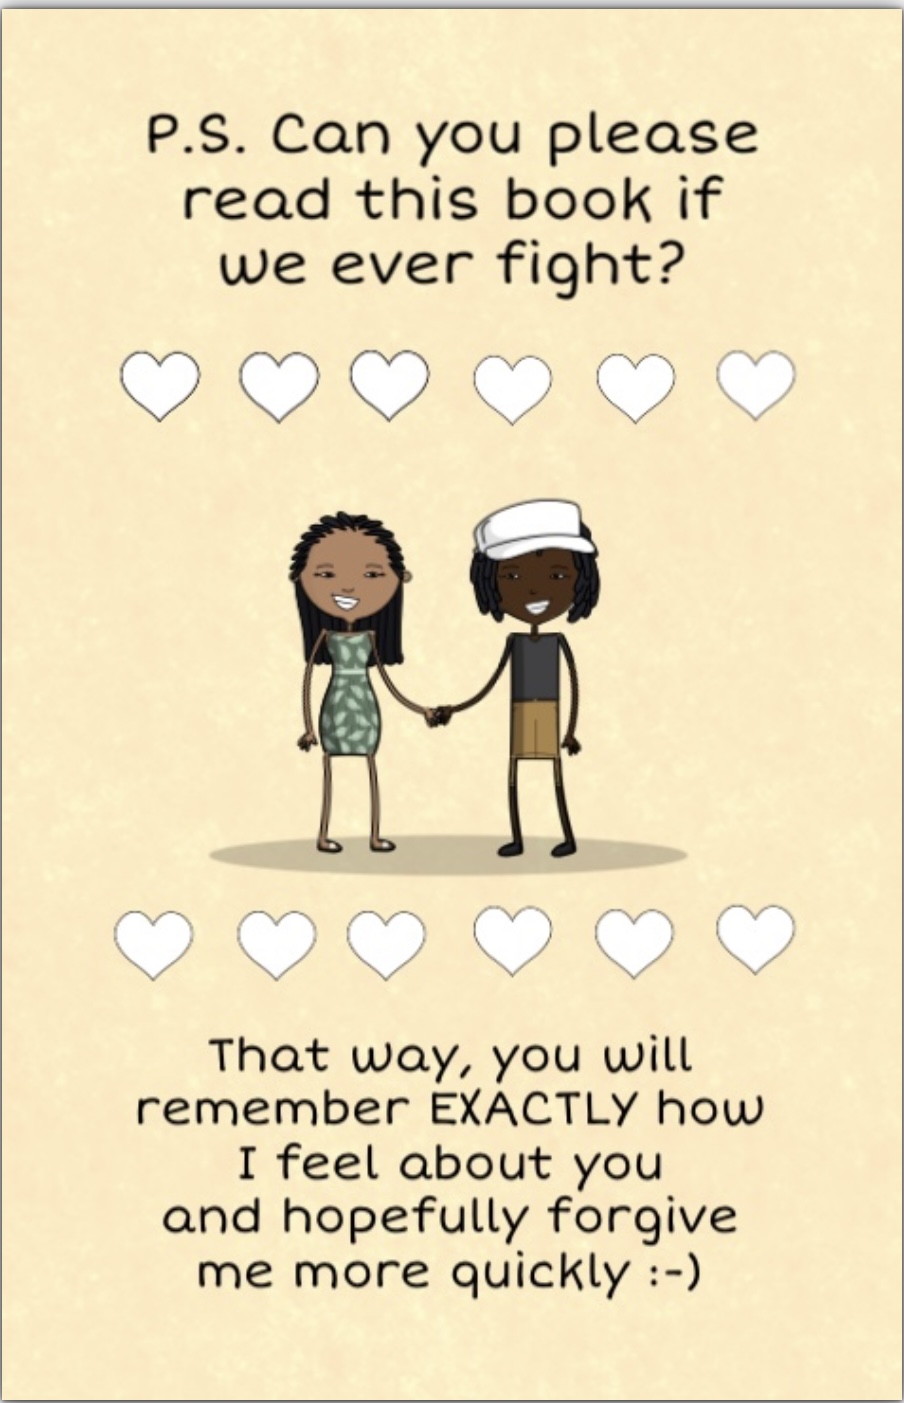 P.S. Can you please
read this book if
we ever fight?
That way, you will
remember EXACTLY how
I feel about you
and hopefully forgive
me more quickly :-)